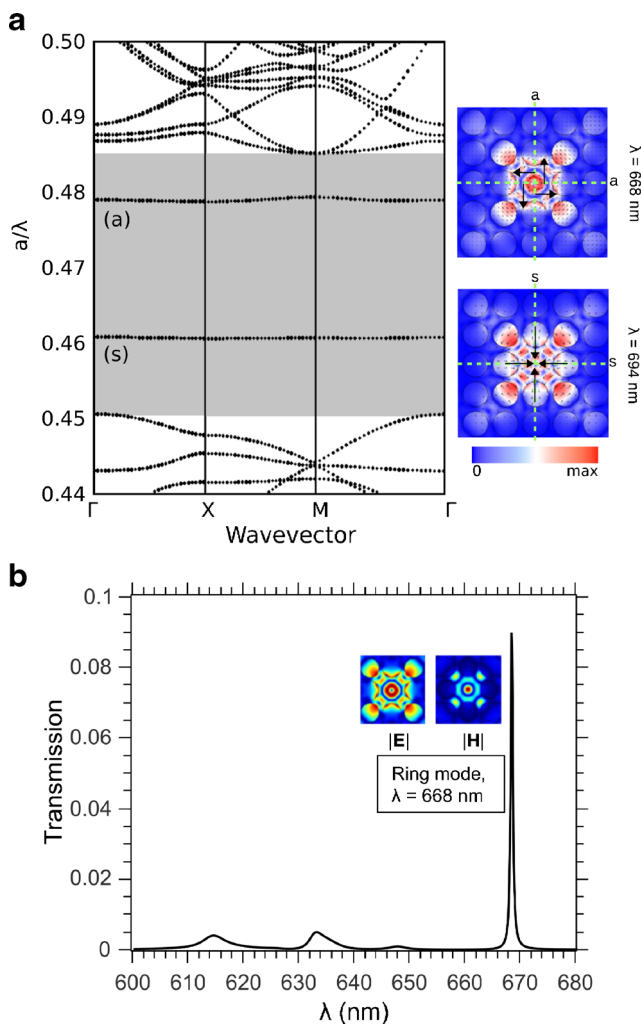 a
0.50
0.49
0.48
0.47
0.46
0.45
0.44
a/λ
(a)
(s)
Γ X M Γ
Wavevector
a
a
λ = 668 nm
s
s
λ = 694 nm
0 max
b
0.1
0.08
0.06
0.04
0.02
0
Transmission
|E| |H|
Ring mode,
λ = 668 nm
600 610 620 630 640 650 660 670 680
λ (nm)